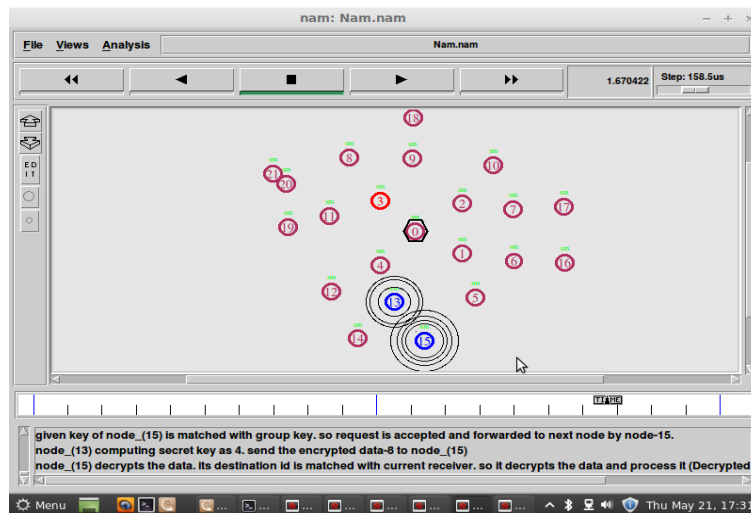 nam: Nam.nam
File Views Analysis Nam.nam
1.670422 Step: 158.5us
ED
IT
18
8 9 10
21 20
3 2 7 17
19 11 0
4 1 6 16
12 13 5
14 15
TIME
given key of node_(15) is matched with group key. so request is accepted and forwarded to next node by node-15.
node_(13) computing secret key as 4. send the encrypted data-8 to node_(15)
node_(15) decrypts the data. its destination id is matched with current receiver. so it decrypts the data and process it (Decrypted
Menu ... ... ... ... ... ... ... ... Thu May 21, 17:31